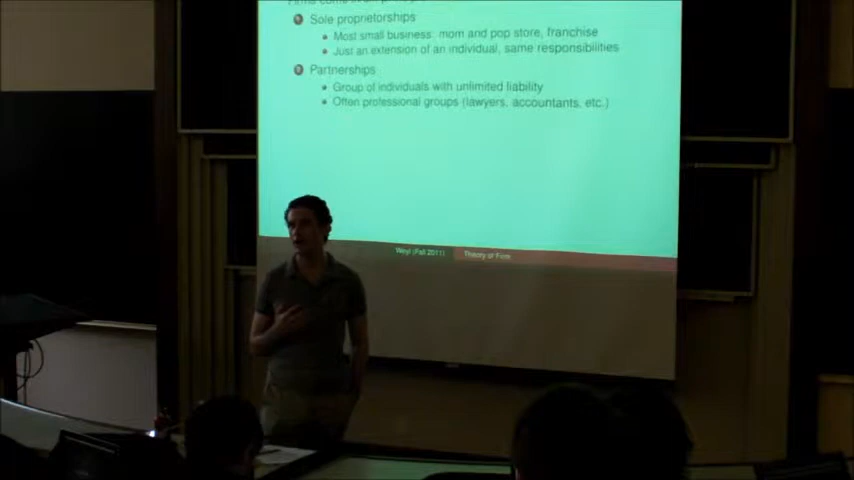 Sole proprietorships
Most small business: mom and pop store, franchise
Just an extension of an individual, same responsibilities
Partnerships
Group of individuals with unlimited liability
Often professional groups (lawyers, accountants, etc.)
Weyl (Fall 2011) Theory of Firm